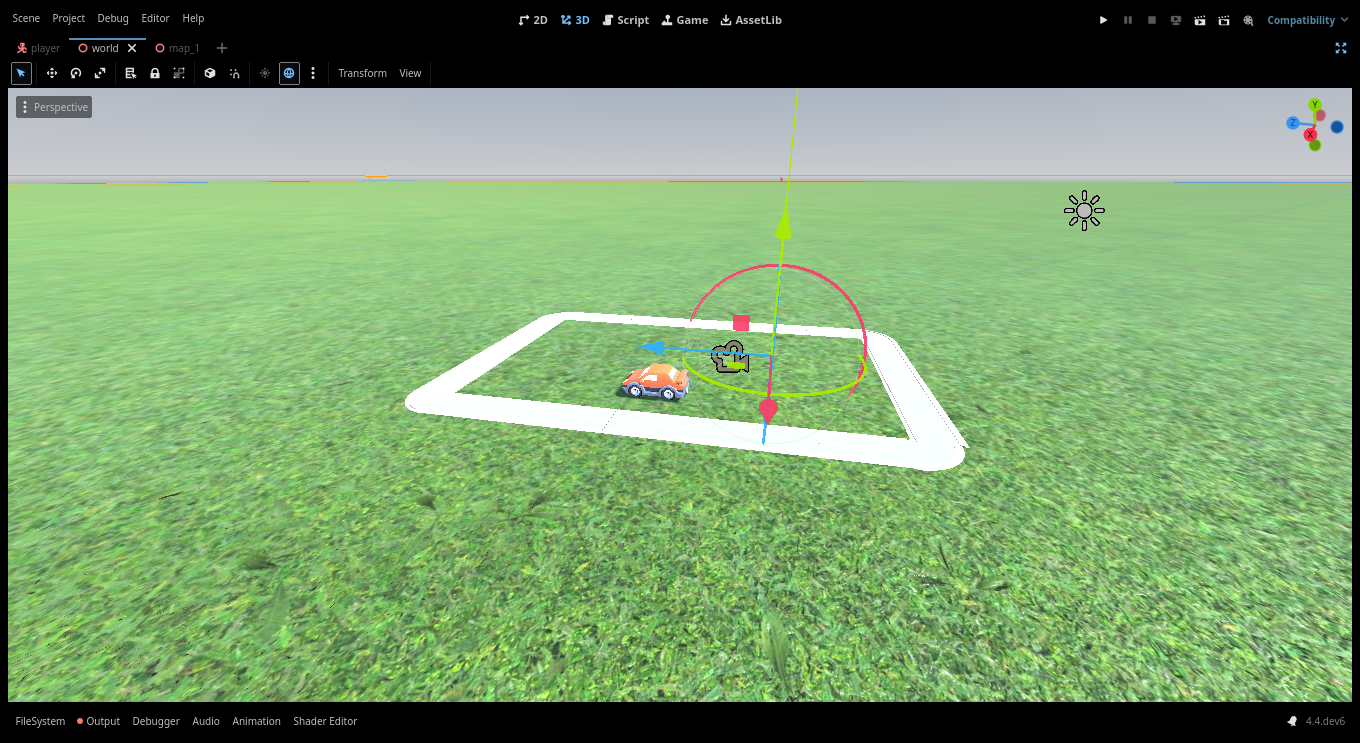 Scene Project Debug Editor Help 2D 3D Script Game AssetLib Compatibility
player world map_1
Transform View
Perspective
Y
Z
X
FileSystem Output Debugger Audio Animation Shader Editor 4.4.dev6